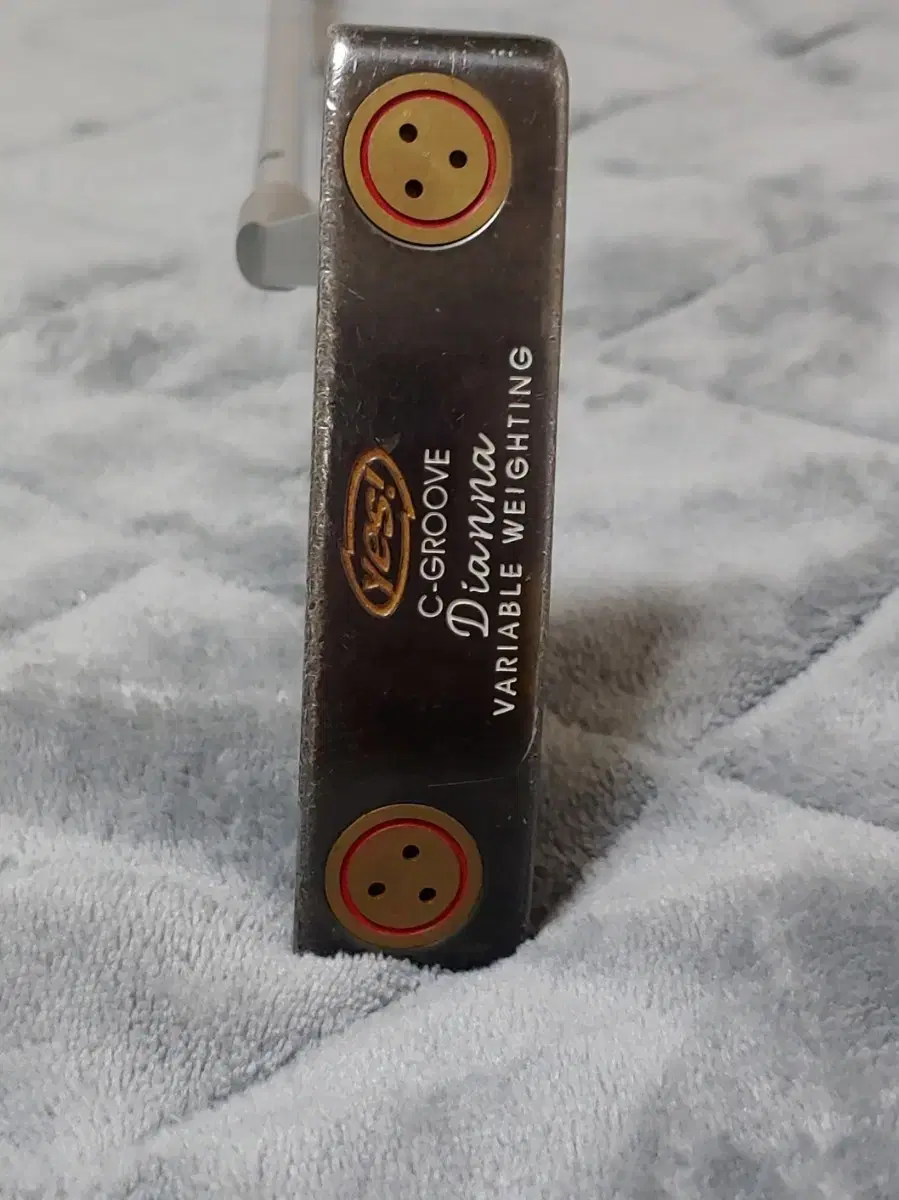 YES!
C-GROOVE
Dianna
VARIABLE WEIGHTING